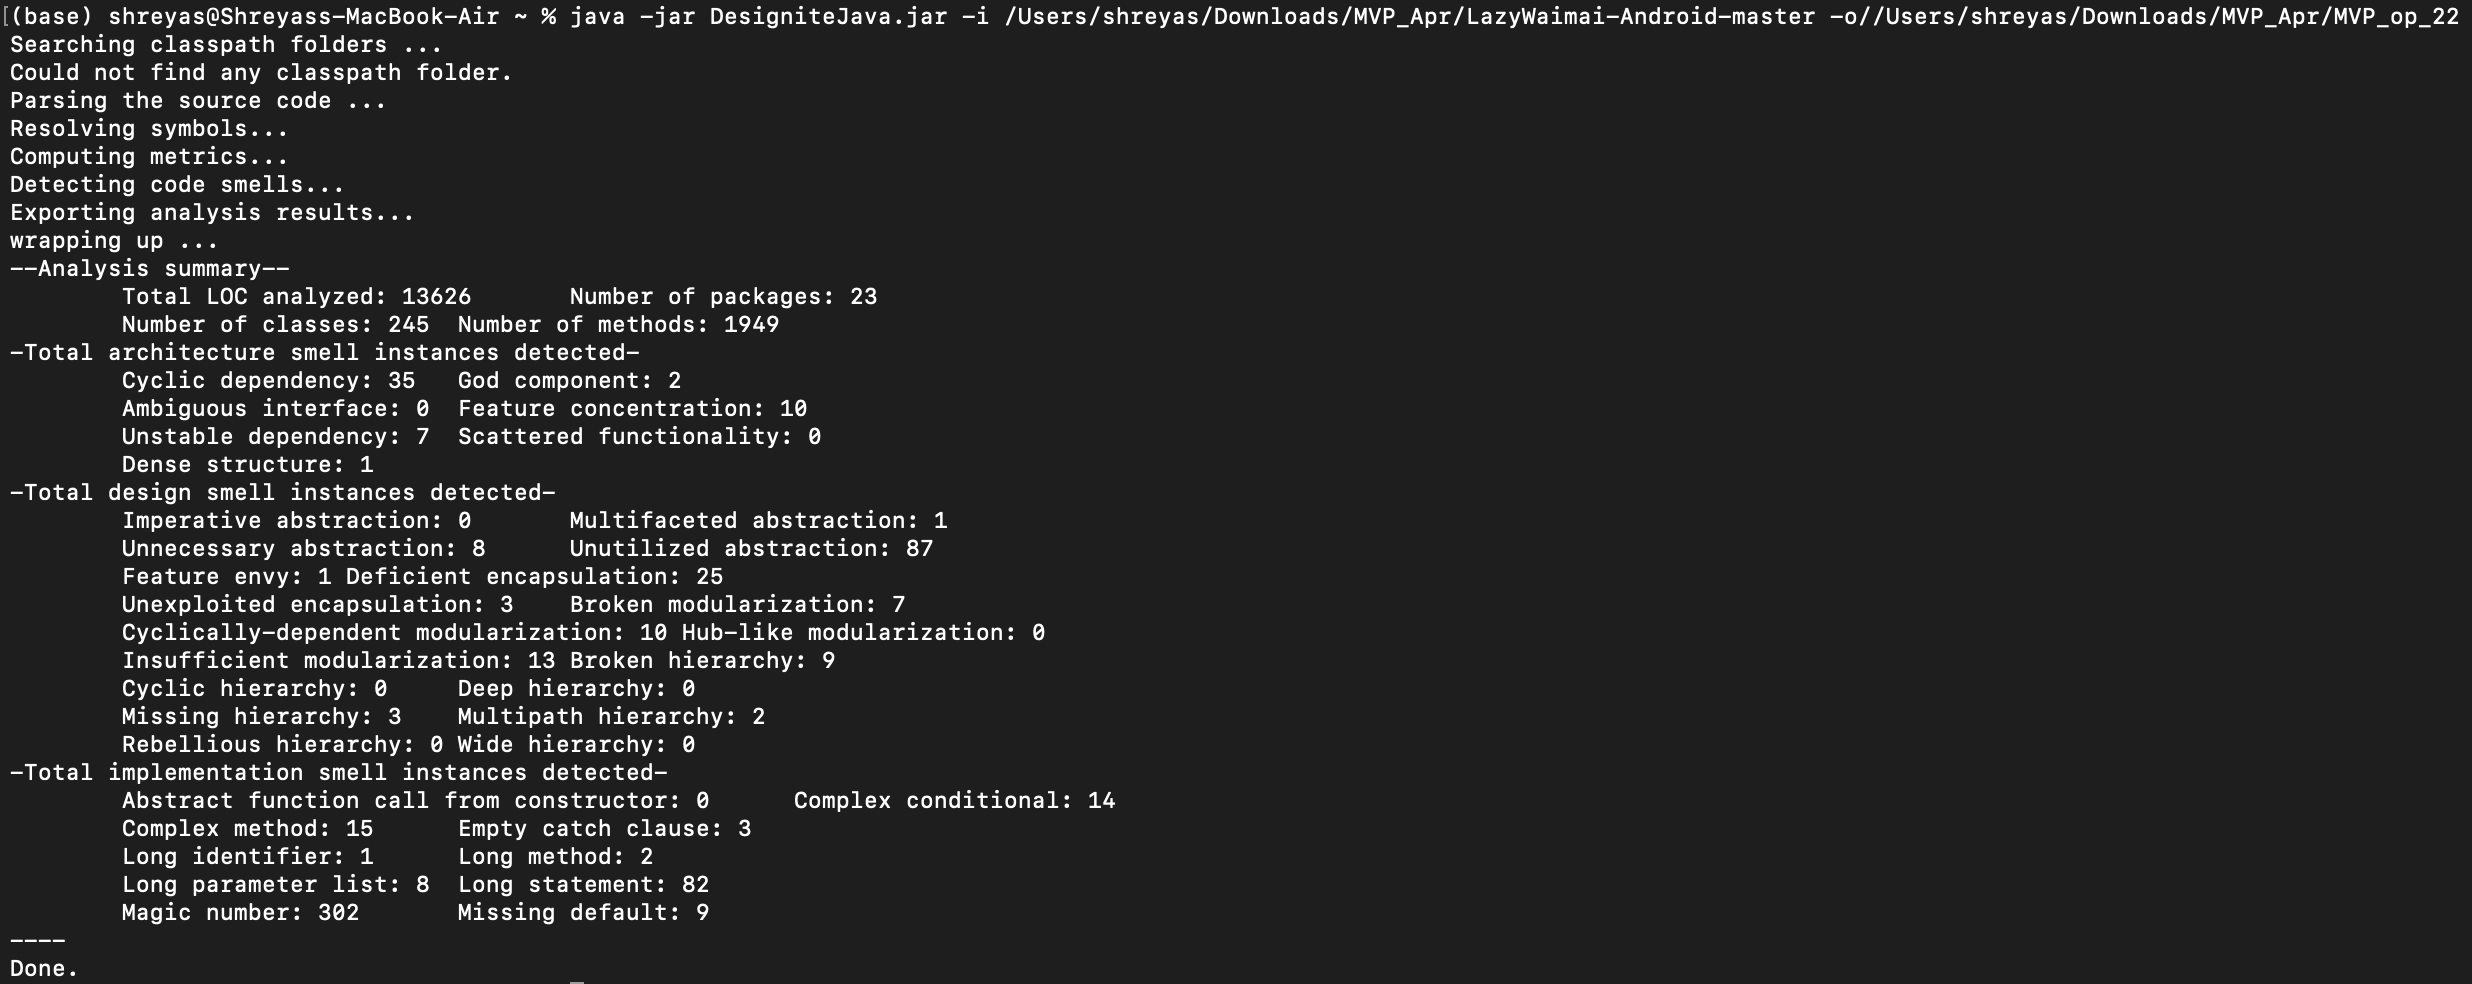 (base) shreyas@Shreyass-MacBook-Air ~ % java -jar DesigniteJava.jar -i /Users/shreyas/Downloads/MVP_Apr/LazyWaimai-Android-master -o//Users/shreyas/Downloads/MVP_Apr/MVP_op_22
Searching classpath folders ...
Could not find any classpath folder.
Parsing the source code ...
Resolving symbols...
Computing metrics...
Detecting code smells...
Exporting analysis results...
wrapping up ...
--Analysis summary--
Total LOC analyzed: 13626 Number of packages: 23
Number of classes: 245 Number of methods: 1949
-Total architecture smell instances detected-
Cyclic dependency: 35 God component: 2
Ambiguous interface: 0 Feature concentration: 10
Unstable dependency: 7 Scattered functionality: 0
Dense structure: 1
-Total design smell instances detected-
Imperative abstraction: 0 Multifaceted abstraction: 1
Unnecessary abstraction: 8 Unutilized abstraction: 87
Feature envy: 1 Deficient encapsulation: 25
Unexploited encapsulation: 3 Broken modularization: 7
Cyclically-dependent modularization: 10 Hub-like modularization: 0
Insufficient modularization: 13 Broken hierarchy: 9
Cyclic hierarchy: 0 Deep hierarchy: 0
Missing hierarchy: 3 Multipath hierarchy: 2
Rebellious hierarchy: 0 Wide hierarchy: 0
-Total implementation smell instances detected-
Abstract function call from constructor: 0 Complex conditional: 14
Complex method: 15 Empty catch clause: 3
Long identifier: 1 Long method: 2
Long parameter list: 8 Long statement: 82
Magic number: 302 Missing default: 9
----
Done.